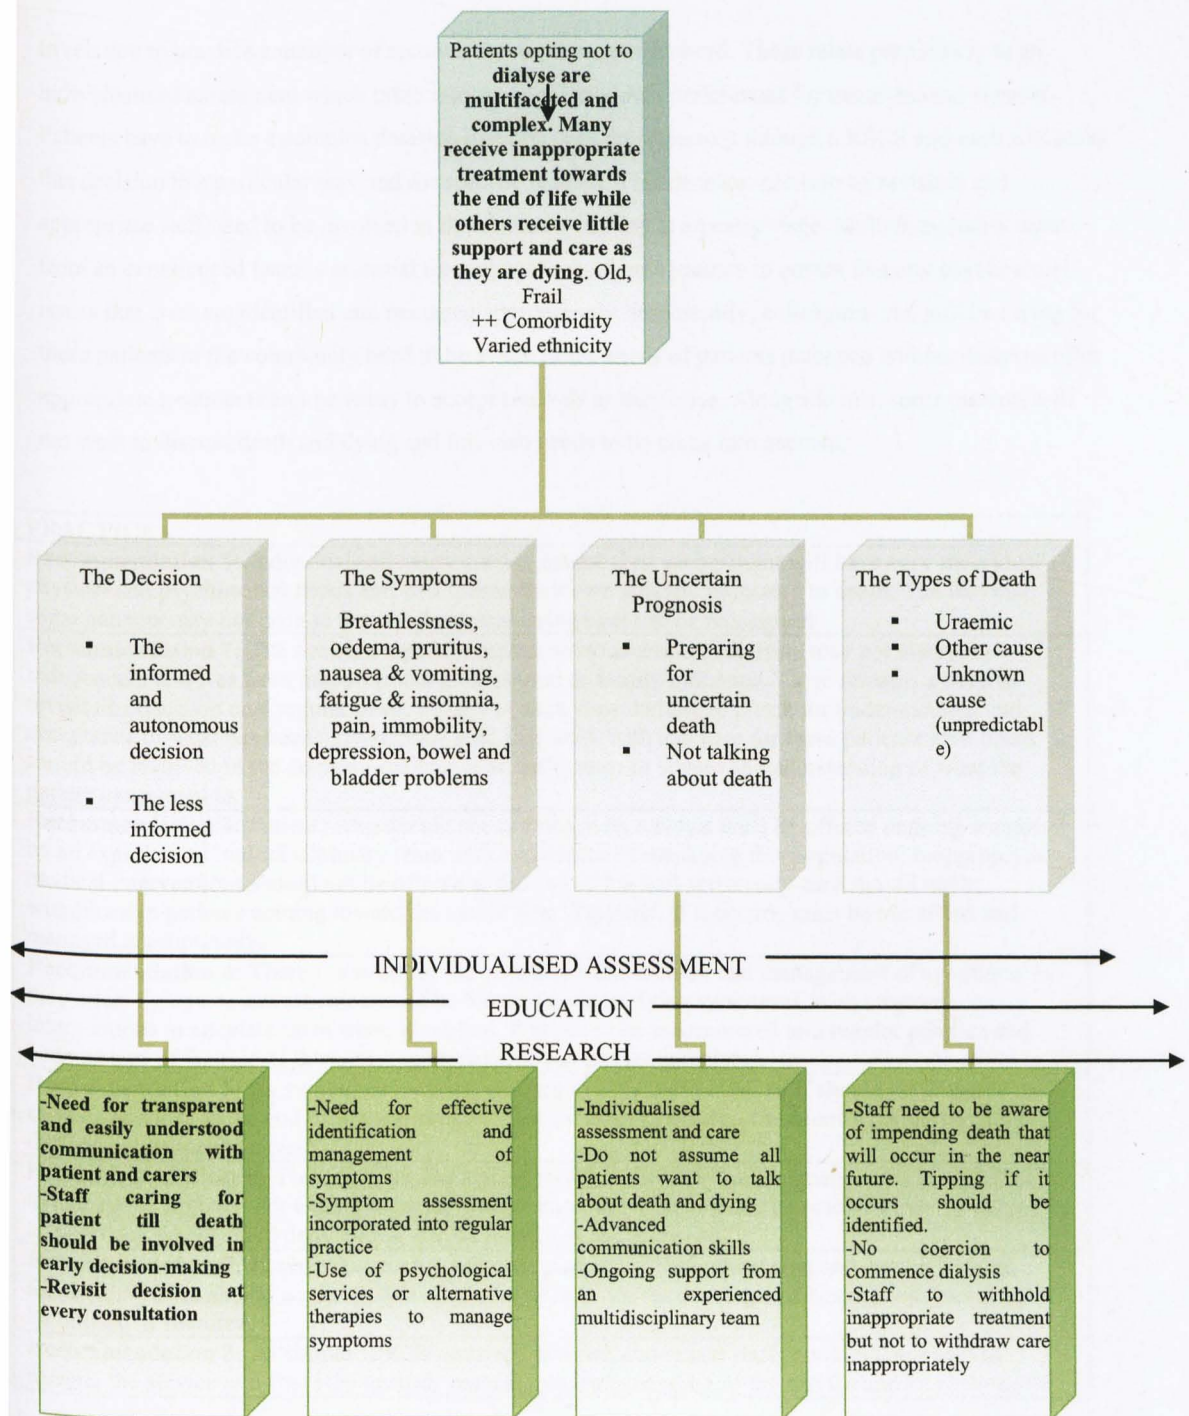 Patients opting not to
dialyse are
multifaceted and
complex. Many
receive inappropriate
treatment towards
the end of life while
others receive little
support and care as
they are dying. Old,
Frail
++ Comorbidity
Varied ethnicity
The Decision
▪ The
informed
and
autonomous
decision
▪ The less
informed
decision
The Symptoms
Breathlessness,
oedema, pruritus,
nausea & vomiting,
fatigue & insomnia,
pain, immobility,
depression, bowel and
bladder problems
The Uncertain
Prognosis
▪ Preparing
for
uncertain
death
▪ Not talking
about death
The Types of Death
▪ Uraemic
▪ Other cause
▪ Unknown
cause
(unpredictabl
e)
INDIVIDUALISED ASSESSMENT
EDUCATION
RESEARCH
-Need for transparent
and easily understood
communication with
patient and carers
-Staff caring for
patient till death
should be involved in
early decision-making
-Revisit decision at
every consultation
-Need for effective
identification and
management of
symptoms
-Symptom assessment
incorporated into regular
practice
-Use of psychological
services or alternative
therapies to manage
symptoms
-Individualised
assessment and care
-Do not assume all
patients want to talk
about death and dying
-Advanced
communication skills
-Ongoing support from
an experienced
multidisciplinary team
-Staff need to be aware
of impending death that
will occur in the near
future. Tipping if it
occurs should be
identified.
-No coercion to
commence dialysis
-Staff to withhold
inappropriate treatment
but not to withdraw care
inappropriately